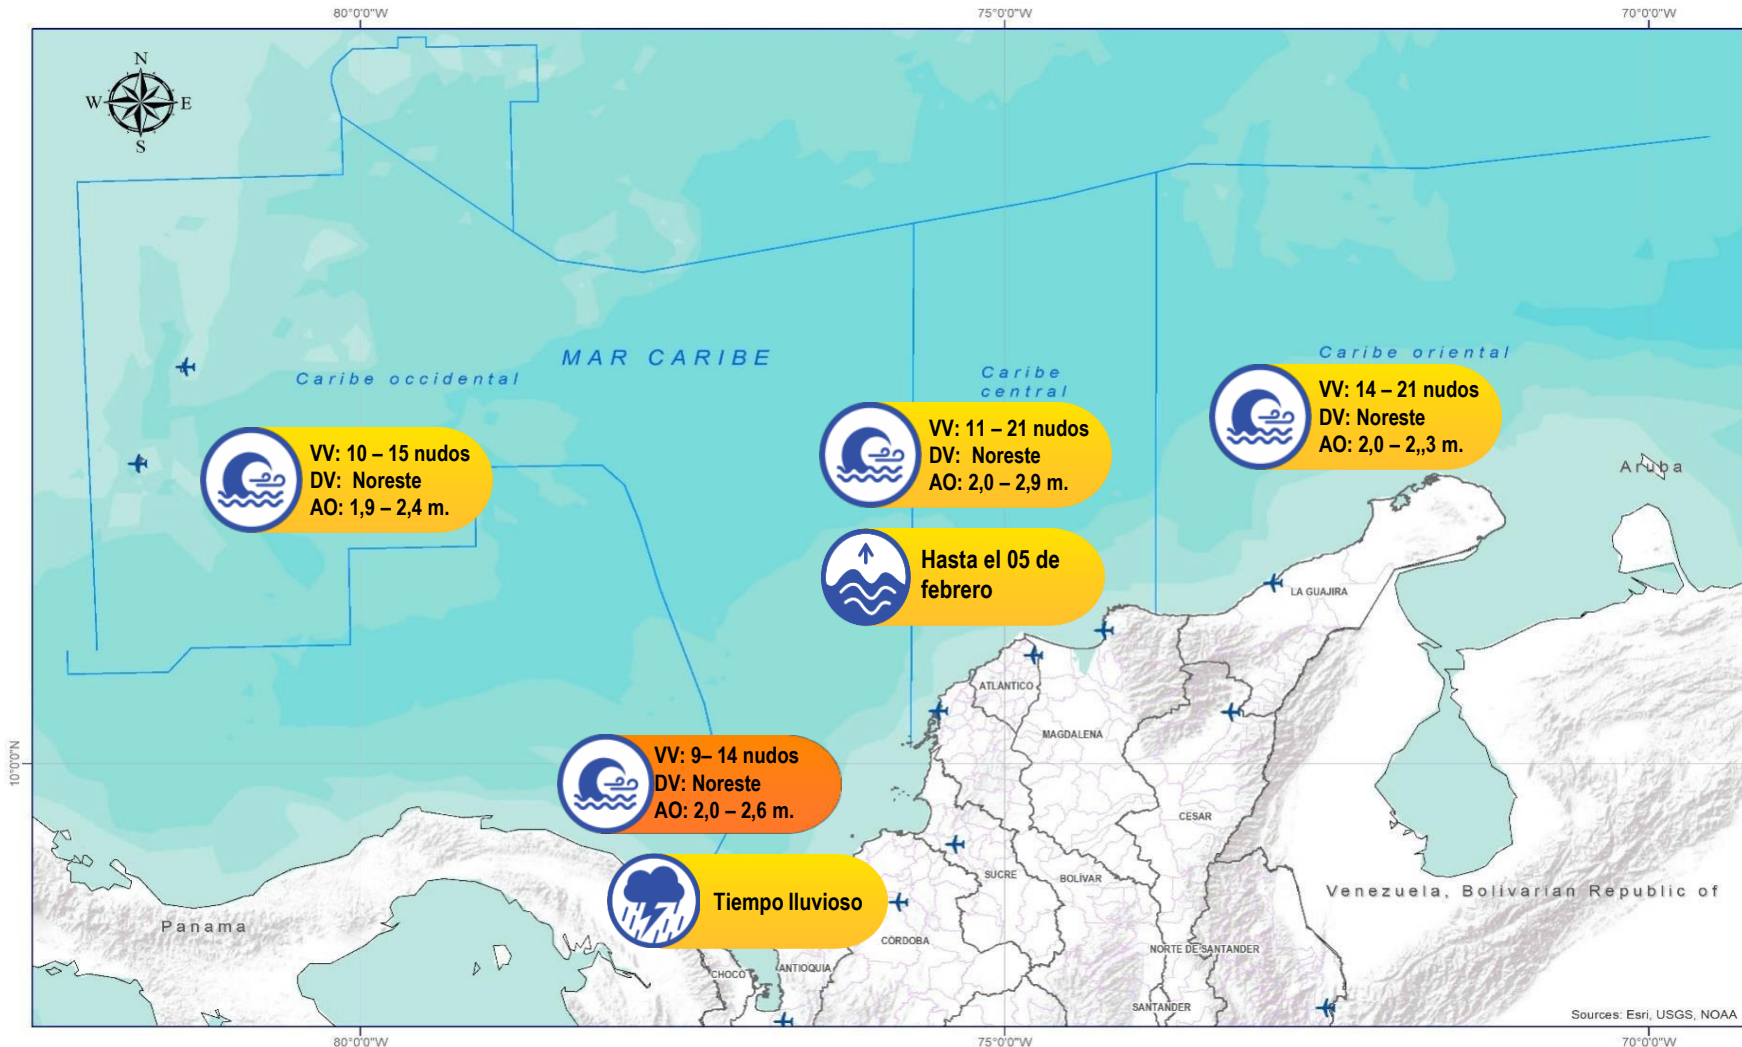 80°0'0"W
75°0'0"W
70°0'0"W
N
W
E
S
MAR CARIBE
Caribe occidental
Caribe
central
Caribe oriental
VV: 14 – 21 nudos
DV: Noreste
AO: 2,0 – 2,,3 m.
VV: 11 – 21 nudos
DV: Noreste
AO: 2,0 – 2,9 m.
VV: 10 – 15 nudos
DV: Noreste
AO: 1,9 – 2,4 m.
Aruba
Hasta el 05 de
febrero
LA GUAJIRA
ATLÁNTICO
MAGDALENA
10°0'0"N
VV: 9– 14 nudos
DV: Noreste
AO: 2,0 – 2,6 m.
CESAR
SUCRE
BOLÍVAR
Venezuela, Bolivarian Republic of
Tiempo lluvioso
Panama
CÓRDOBA
NORTE DE SANTANDER
CHOCO
ANTIOQUIA
SANTANDER
Sources: Esri, USGS, NOAA
80°0'0"W
75°0'0"W
70°0'0"W